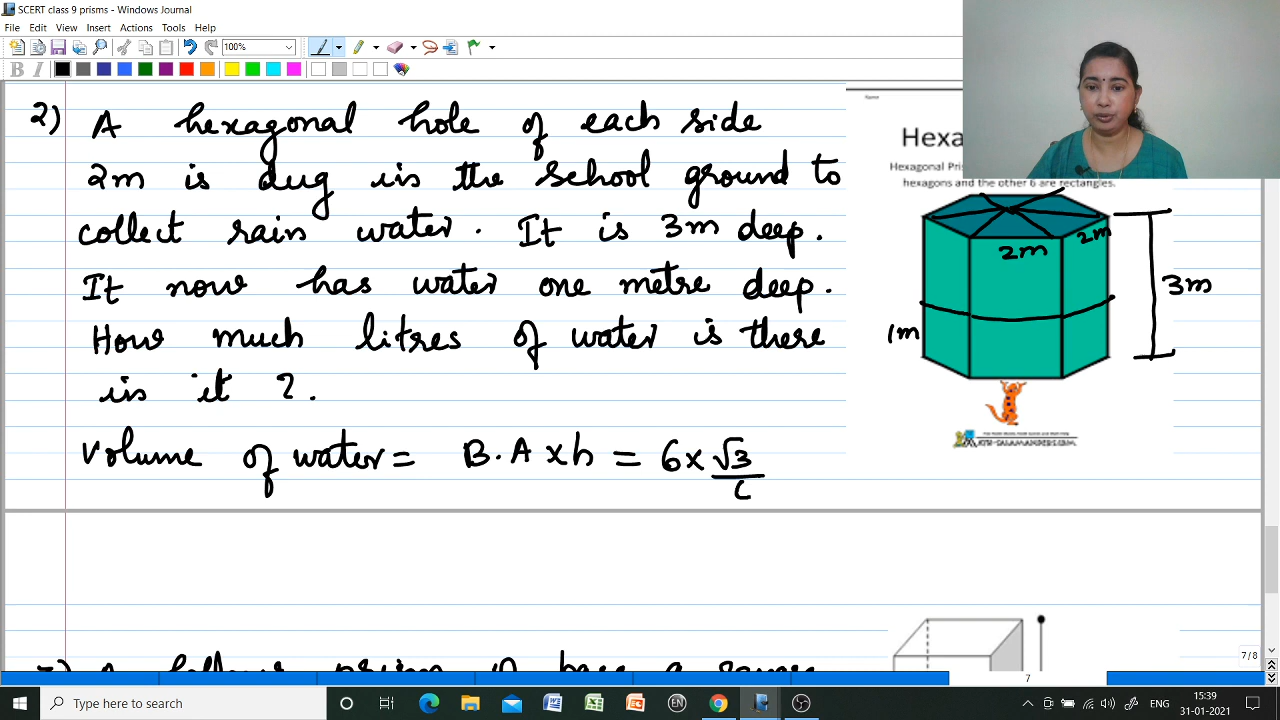 SCERT class 9 prisms - Windows Journal
File Edit View Insert Actions Tools Help
100%
B I
2) A hexagonal hole of each side
2m is dug in the school ground to
collect rain water. It is 3m deep.
It now has water one metre deep.
How much litres of water is there
in it ?.
Volume of water = B.A x h = 6 x √3
Name
Hexa
Hexagonal Pris
hexagons and the other 6 are rectangles.
2m
2m
3m
1m
7 / 8
7
Type here to search
ENG
15:39
31-01-2021